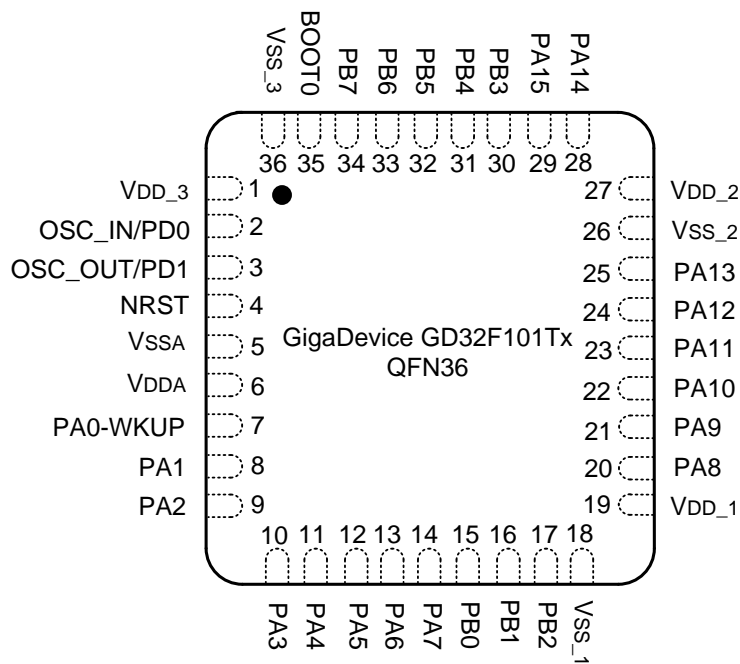 VSS_3
BOOT0
PB7
PB6
PB5
PB4
PB3
PA15
PA14
36 35 34 33 32 31 30 29 28
VDD_3 1
OSC_IN/PD0 2
OSC_OUT/PD1 3
NRST 4
VSSA 5
VDDA 6
PA0-WKUP 7
PA1 8
PA2 9
GigaDevice GD32F101Tx
QFN36
27 VDD_2
26 VSS_2
25 PA13
24 PA12
23 PA11
22 PA10
21 PA9
20 PA8
19 VDD_1
10 11 12 13 14 15 16 17 18
PA3
PA4
PA5
PA6
PA7
PB0
PB1
PB2
VSS_1